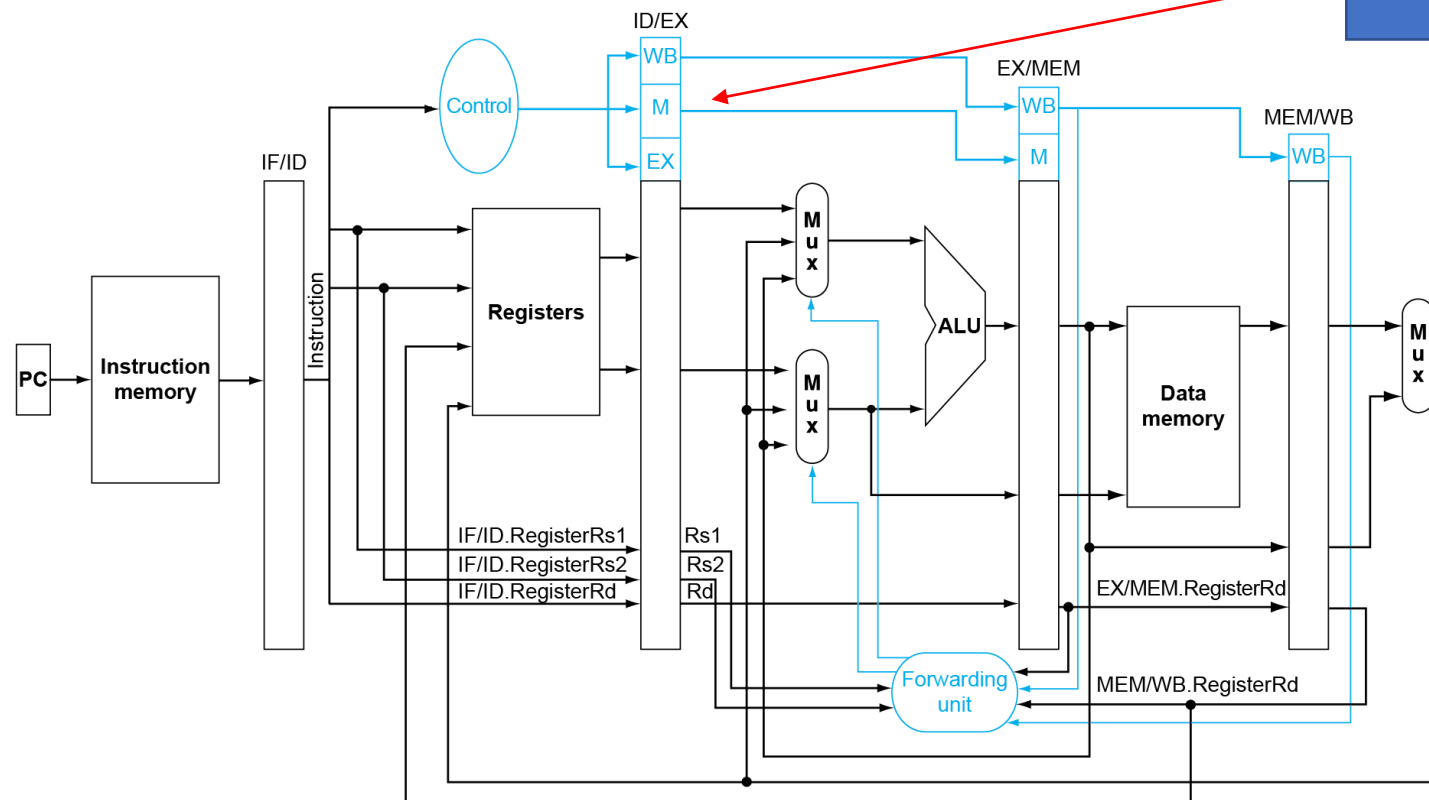 ID/EX
WB
M
EX
Control
EX/MEM
WB
M
MEM/WB
WB
IF/ID
PC
Instruction
memory
Instruction
Registers
M
u
x
M
u
x
ALU
Data
memory
M
u
x
IF/ID.RegisterRs1
IF/ID.RegisterRs2
IF/ID.RegisterRd
Rs1
Rs2
Rd
EX/MEM.RegisterRd
Forwarding
unit
MEM/WB.RegisterRd